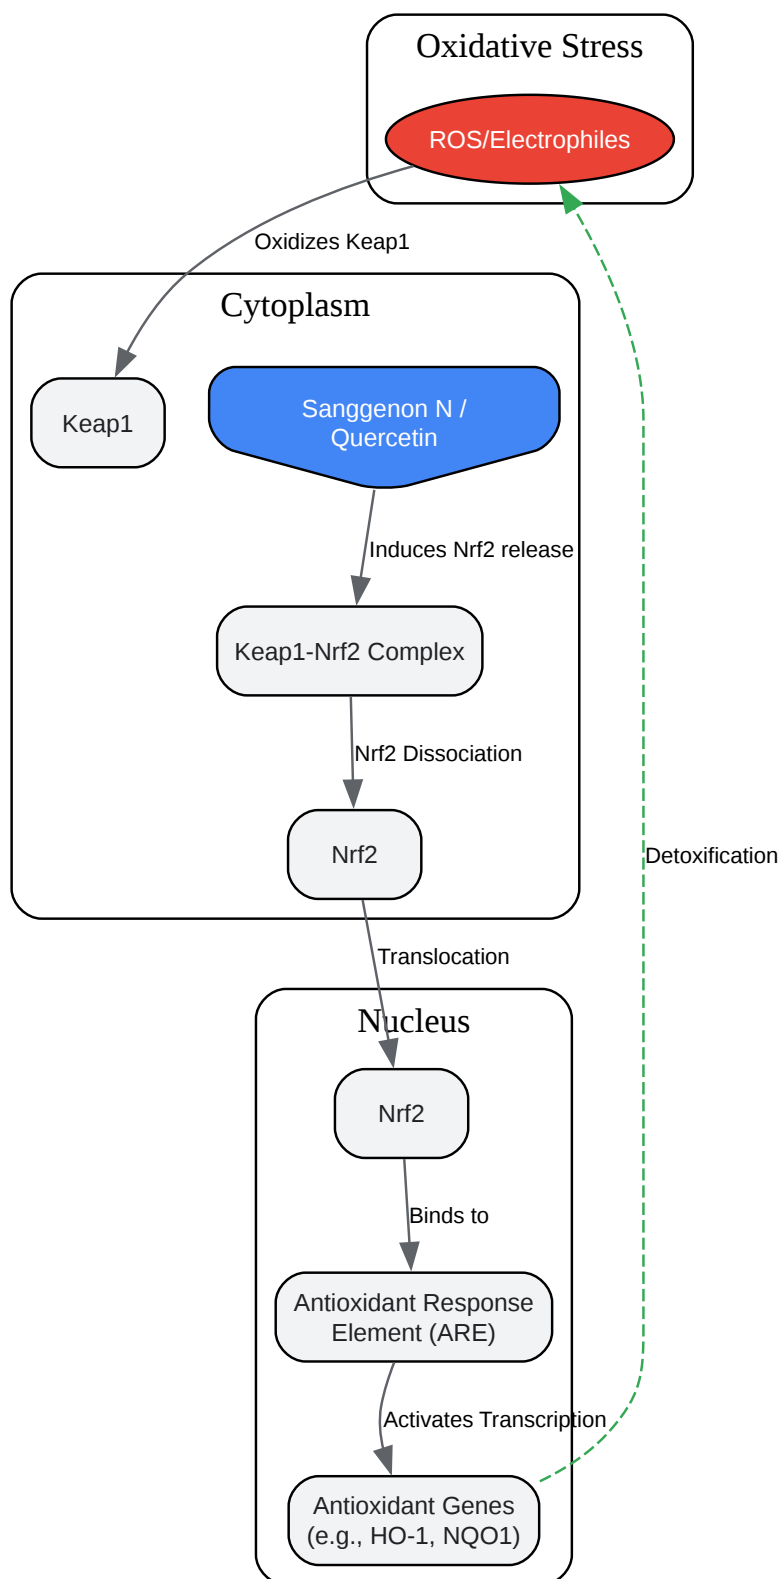 Oxidative Stress
ROS/Electrophiles
Oxidizes Keap1
Cytoplasm
Keap1
Sanggenon N /
Quercetin
Induces Nrf2 release
Keap1-Nrf2 Complex
Nrf2 Dissociation
Nrf2
Detoxification
Translocation
Nucleus
Nrf2
Binds to
Antioxidant Response
Element (ARE)
Activates Transcription
Antioxidant Genes
(e.g., HO-1, NQO1)